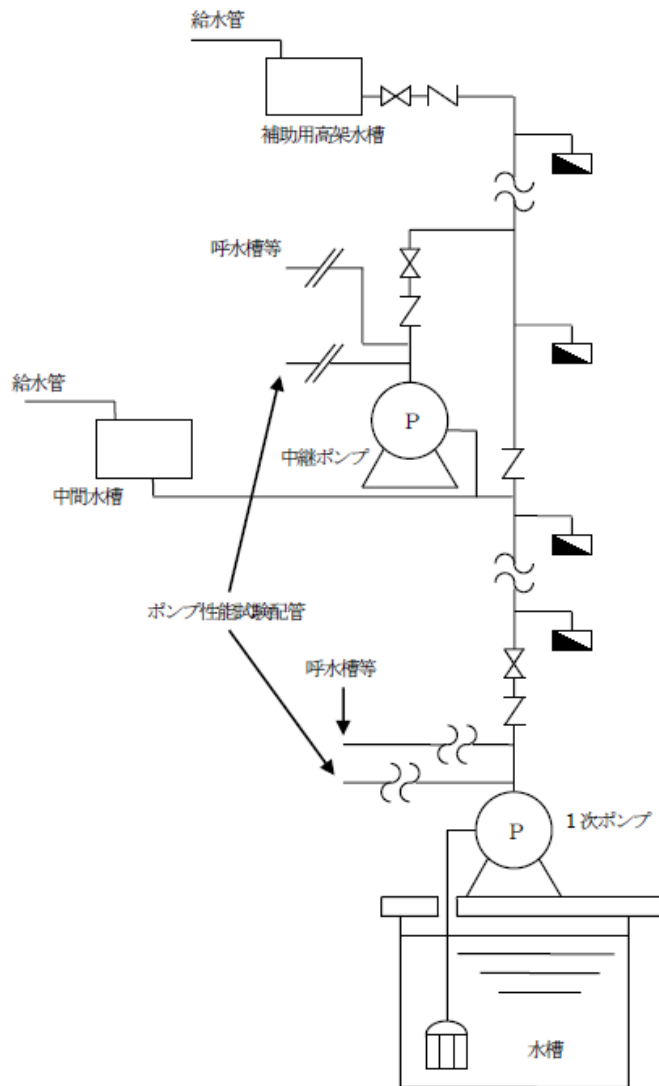 給水管
補助用高架水槽
呼水槽等
給水管
P
中継ポンプ
中間水槽
ポンプ性能試験配管
呼水槽等
P
1次ポンプ
水槽